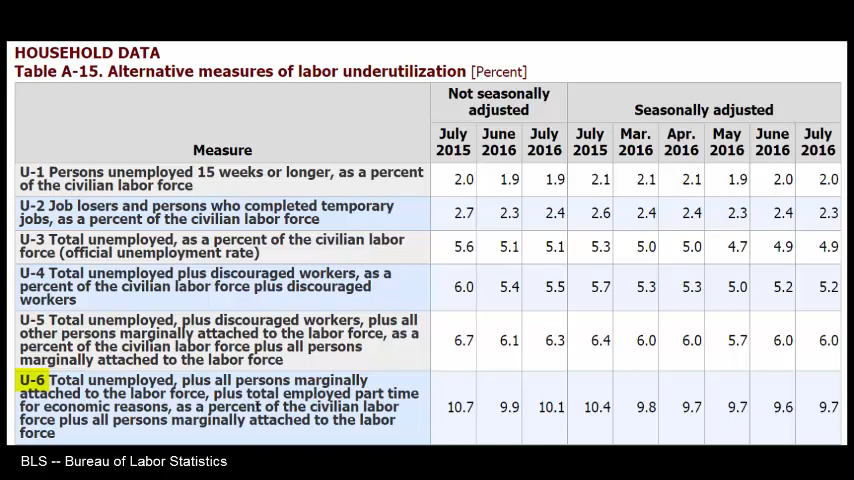 HOUSEHOLD DATA
Table A-15. Alternative measures of labor underutilization [Percent]
Not seasonally adjusted Seasonally adjusted
Measure July 2015 June 2016 July 2016 July 2015 Mar. 2016 Apr. 2016 May 2016 June 2016 July 2016
U-1 Persons unemployed 15 weeks or longer, as a percent
of the civilian labor force 2.0 1.9 1.9 2.1 2.1 2.1 1.9 2.0 2.0
U-2 Job losers and persons who completed temporary
jobs, as a percent of the civilian labor force 2.7 2.3 2.4 2.6 2.4 2.4 2.3 2.4 2.3
U-3 Total unemployed, as a percent of the civilian labor
force (official unemployment rate) 5.6 5.1 5.1 5.3 5.0 5.0 4.7 4.9 4.9
U-4 Total unemployed plus discouraged workers, as a
percent of the civilian labor force plus discouraged
workers 6.0 5.4 5.5 5.7 5.3 5.3 5.0 5.2 5.2
U-5 Total unemployed, plus discouraged workers, plus all
other persons marginally attached to the labor force, as a
percent of the civilian labor force plus all persons
marginally attached to the labor force 6.7 6.1 6.3 6.4 6.0 6.0 5.7 6.0 6.0
U-6 Total unemployed, plus all persons marginally
attached to the labor force, plus total employed part time
for economic reasons, as a percent of the civilian labor
force plus all persons marginally attached to the labor
force 10.7 9.9 10.1 10.4 9.8 9.7 9.7 9.6 9.7
BLS -- Bureau of Labor Statistics